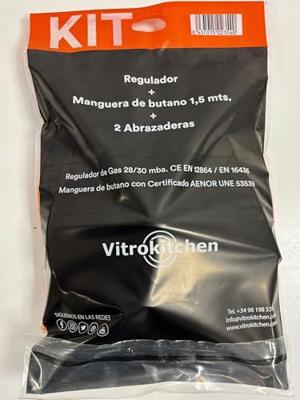 KIT
Regulador
+
Manguera de butano 1,5 mts.
+
2 Abrazaderas
Regulador de Gas 28/30 mba. CE EN 12864 / EN 16436
Manguera de butano con Certificado AENOR UNE 53539
Vitrokitchen
SÍGUENOS EN LAS REDES
Tel. +34 96 198 
info@vitrokitchen.
www.vitrokitchen.